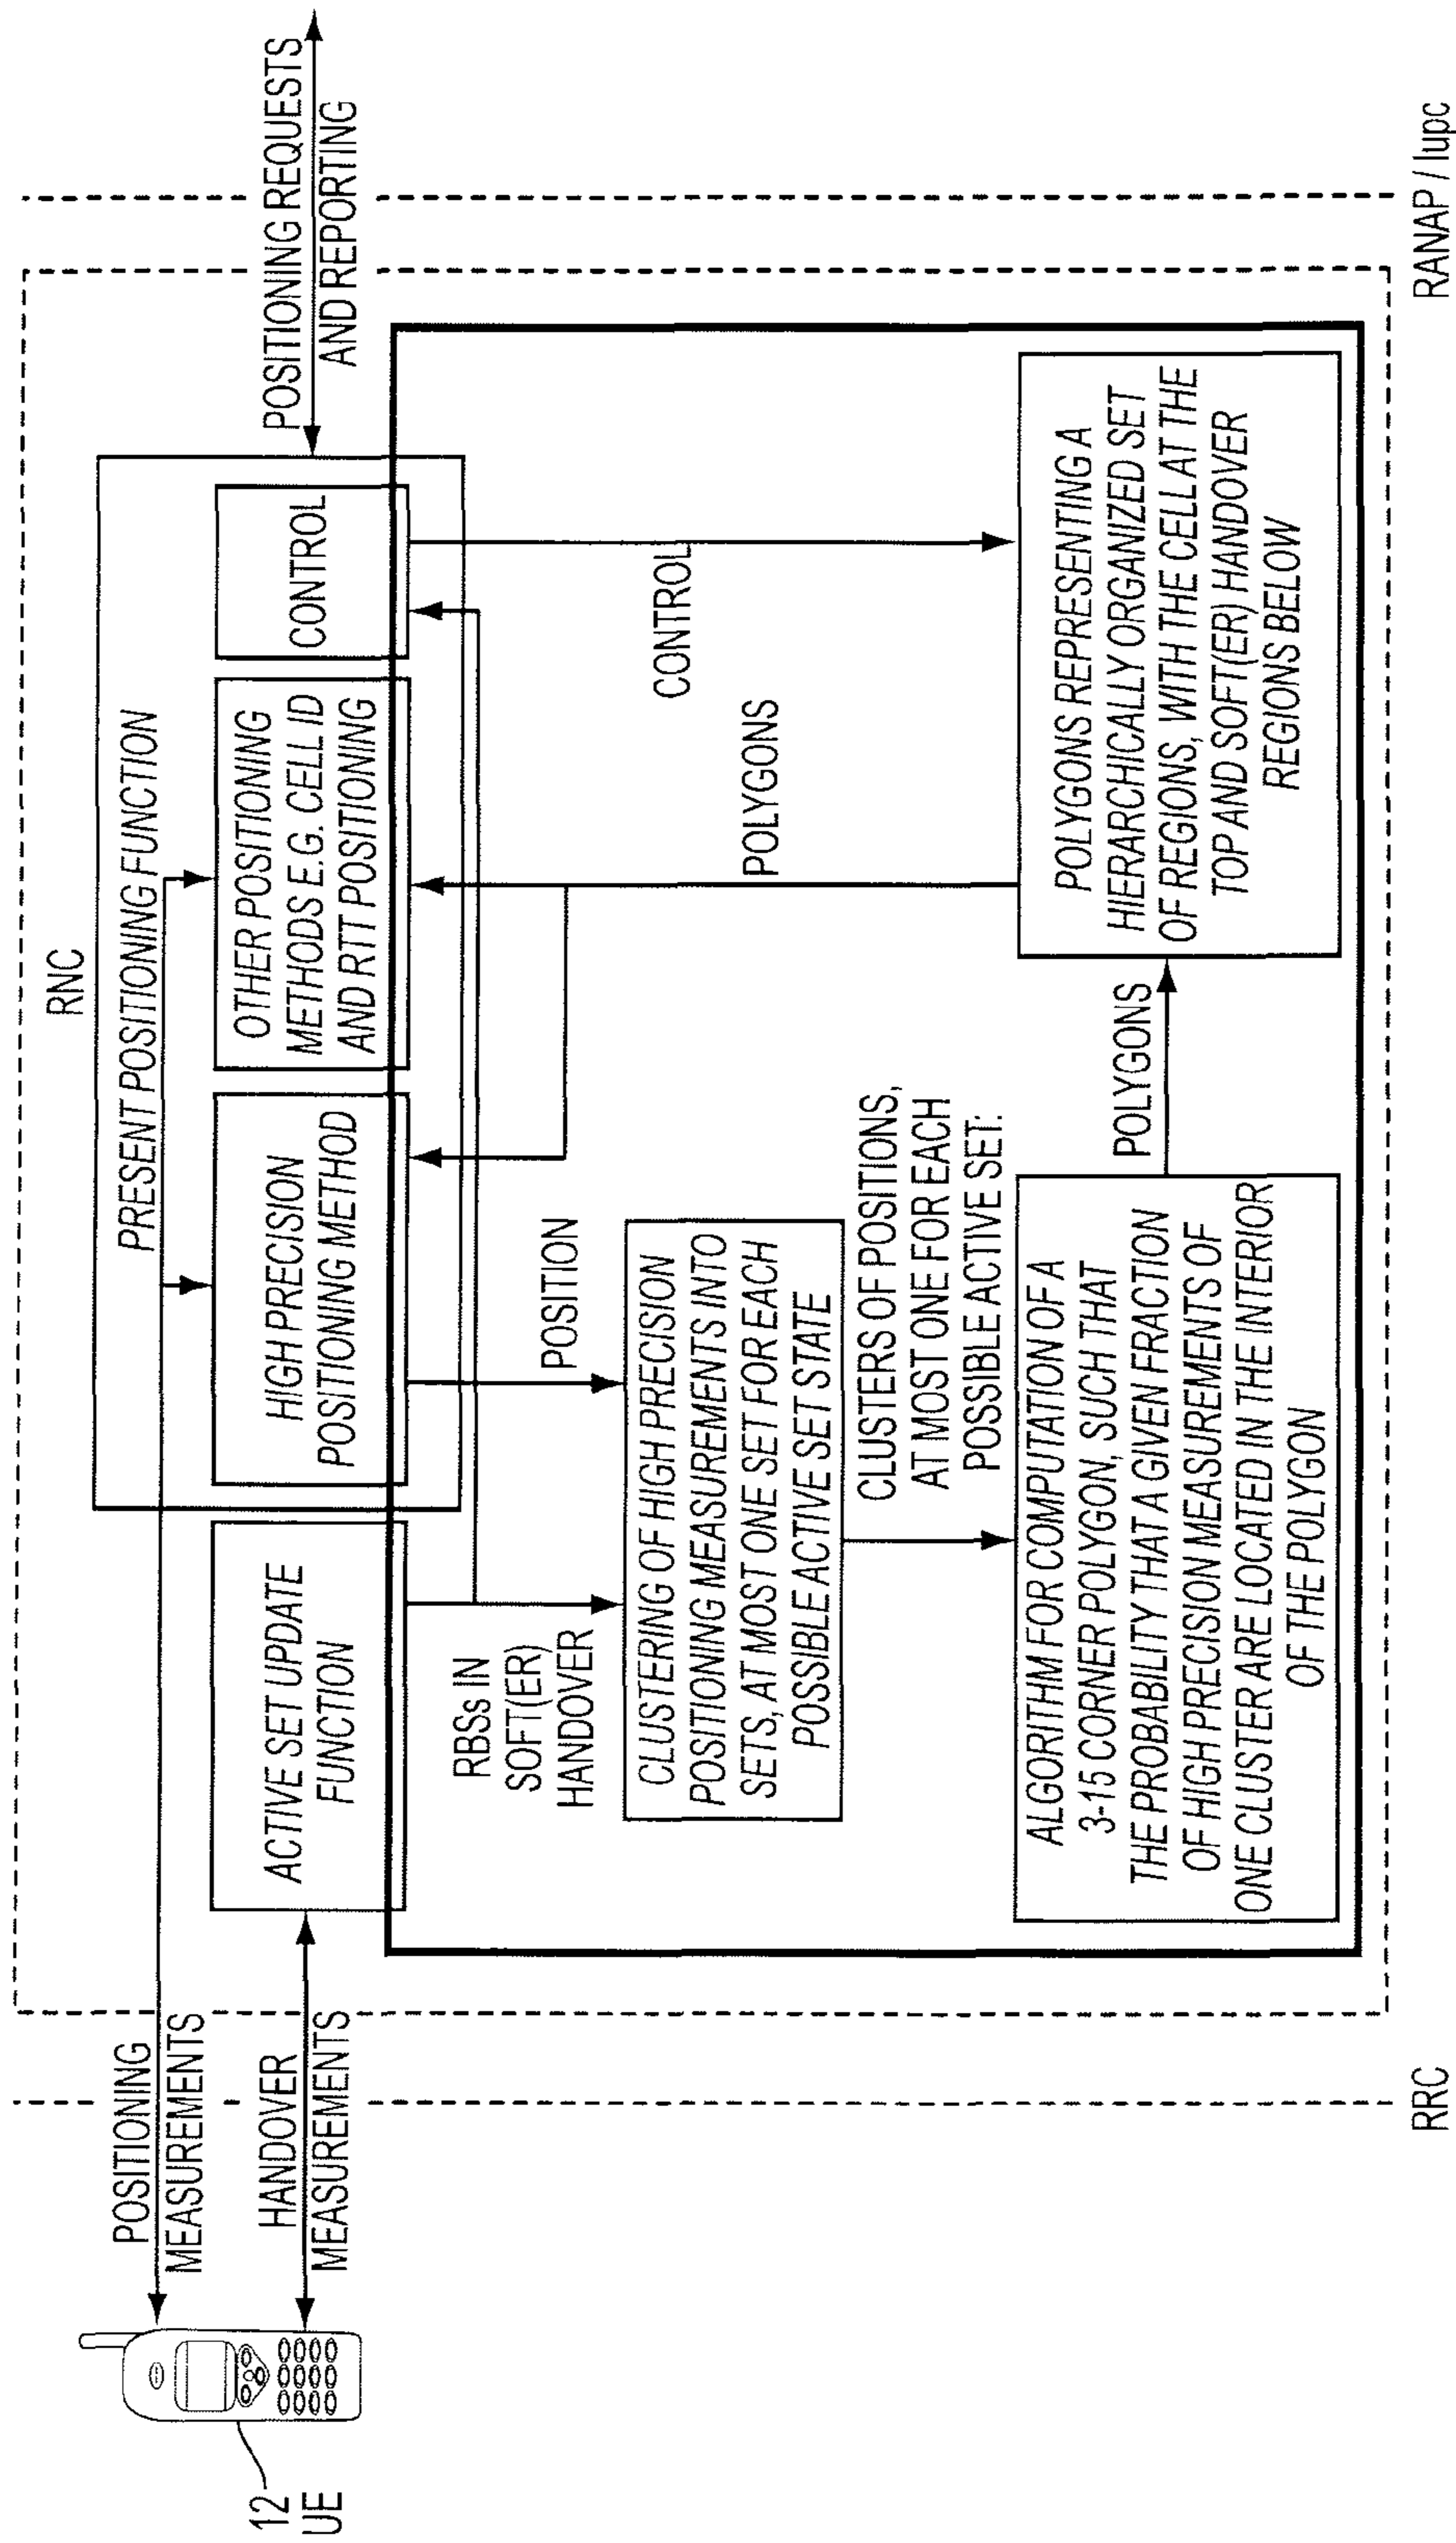 12
UE
POSITIONING
MEASUREMENTS
HANDOVER
MEASUREMENTS
RRC
RNC
PRESENT POSITIONING FUNCTION
ACTIVE SET UPDATE
FUNCTION
HIGH PRECISION
POSITIONING METHOD
OTHER POSITIONING
METHODS E.G. CELL ID
AND RTT POSITIONING
CONTROL
POSITIONING REQUESTS
AND REPORTING
RBSs IN
SOFT(ER)
HANDOVER
POSITION
POLYGONS
CONTROL
CLUSTERING OF HIGH PRECISION
POSITIONING MEASUREMENTS INTO
SETS, AT MOST ONE SET FOR EACH
POSSIBLE ACTIVE SET STATE
CLUSTERS OF POSITIONS,
AT MOST ONE FOR EACH
POSSIBLE ACTIVE SET:
ALGORITHM FOR COMPUTATION OF A
3-15 CORNER POLYGON, SUCH THAT
THE PROBABILITY THAT A GIVEN FRACTION
OF HIGH PRECISION MEASUREMENTS OF
ONE CLUSTER ARE LOCATED IN THE INTERIOR
OF THE POLYGON
POLYGONS
POLYGONS REPRESENTING A
HIERARCHICALLY ORGANIZED SET
OF REGIONS, WITH THE CELL AT THE
TOP AND SOFT(ER) HANDOVER
REGIONS BELOW
RANAP / Iupc